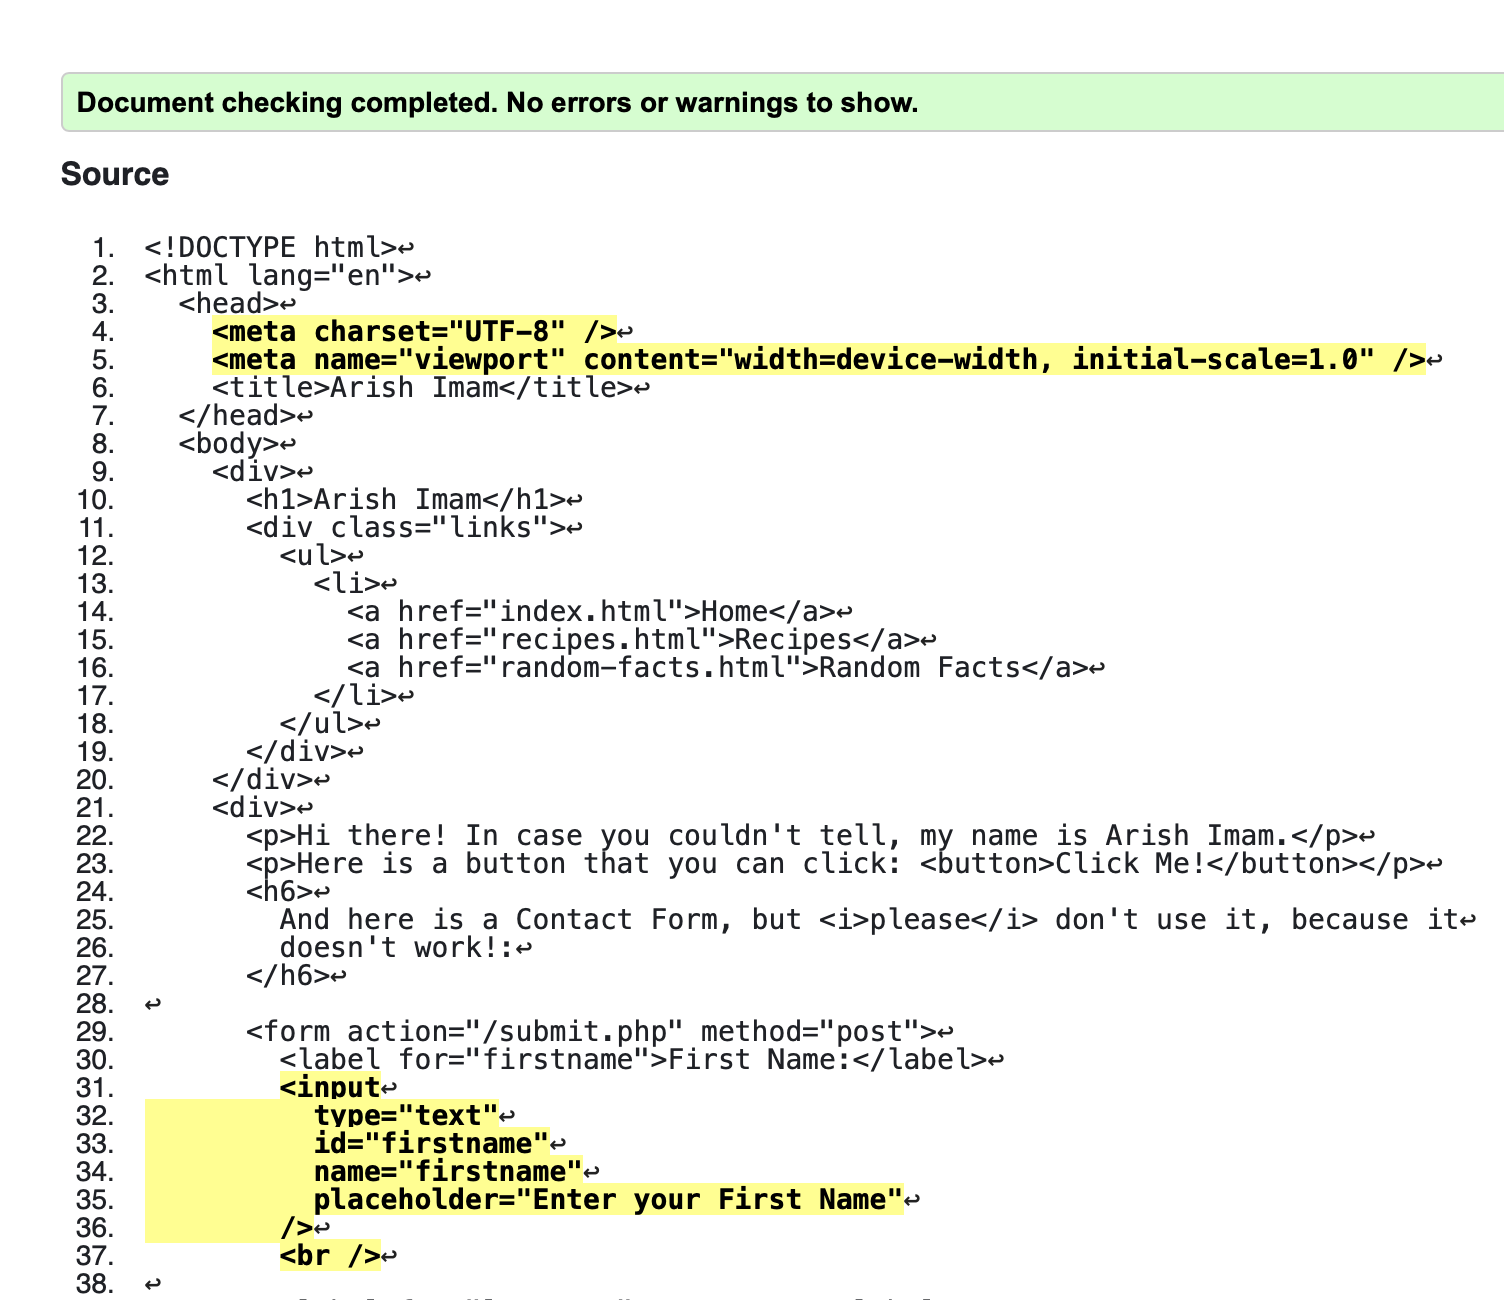 Document checking completed. No errors or warnings to show.
Source
1. <!DOCTYPE html>↩
2. <html lang="en">↩
3.   <head>↩
4.     <meta charset="UTF-8" />↩
5.     <meta name="viewport" content="width=device-width, initial-scale=1.0" />↩
6.     <title>Arish Imam</title>↩
7.   </head>↩
8.   <body>↩
9.     <div>↩
10.       <h1>Arish Imam</h1>↩
11.       <div class="links">↩
12.         <ul>↩
13.           <li>↩
14.             <a href="index.html">Home</a>↩
15.             <a href="recipes.html">Recipes</a>↩
16.             <a href="random-facts.html">Random Facts</a>↩
17.           </li>↩
18.         </ul>↩
19.       </div>↩
20.     </div>↩
21.     <div>↩
22.       <p>Hi there! In case you couldn't tell, my name is Arish Imam.</p>↩
23.       <p>Here is a button that you can click: <button>Click Me!</button></p>↩
24.       <h6>↩
25.         And here is a Contact Form, but <i>please</i> don't use it, because it↩
26.         doesn't work!:↩
27.       </h6>↩
28. ↩
29.       <form action="/submit.php" method="post">↩
30.         <label for="firstname">First Name:</label>↩
31.         <input↩
32.           type="text"↩
33.           id="firstname"↩
34.           name="firstname"↩
35.           placeholder="Enter your First Name"↩
36.         />↩
37.         <br />↩
38. ↩